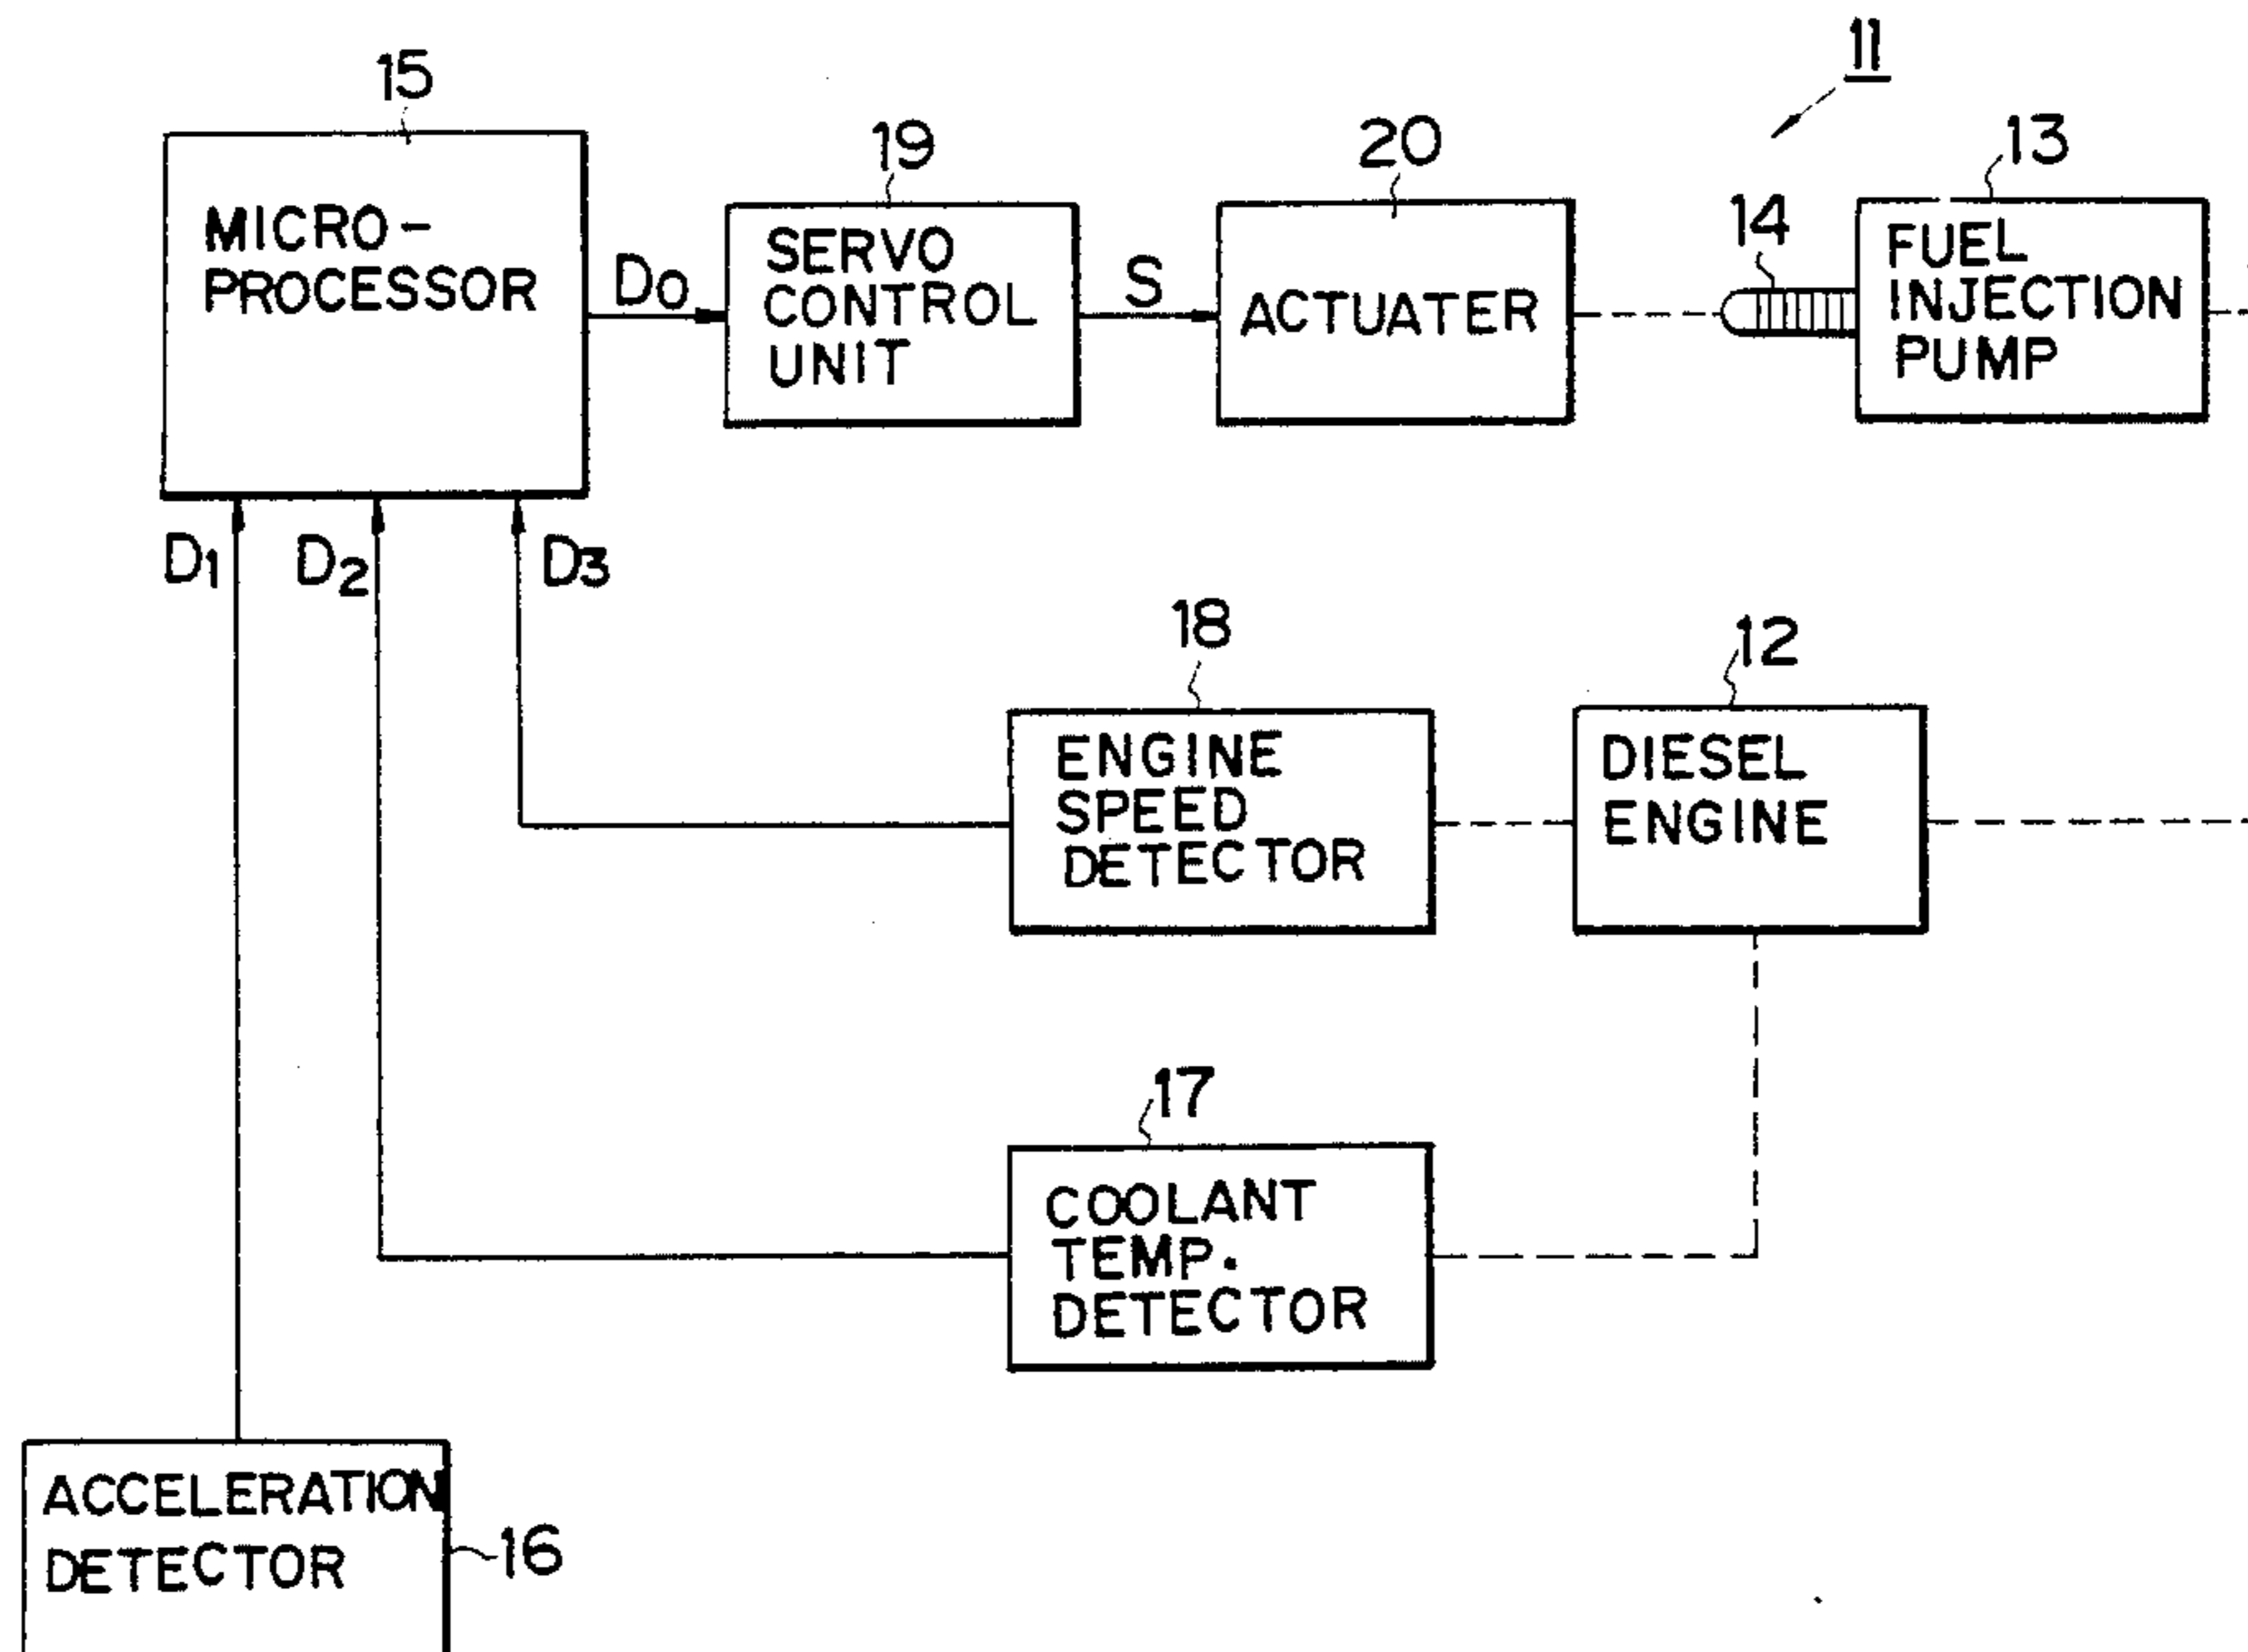 11
15
MICRO-
PROCESSOR
D0
19
SERVO
CONTROL
UNIT
S
20
ACTUATER
14
13
FUEL
INJECTION
PUMP
D1
D2
D3
18
ENGINE
SPEED
DETECTOR
12
DIESEL
ENGINE
17
COOLANT
TEMP.
DETECTOR
ACCELERATION
DETECTOR
16